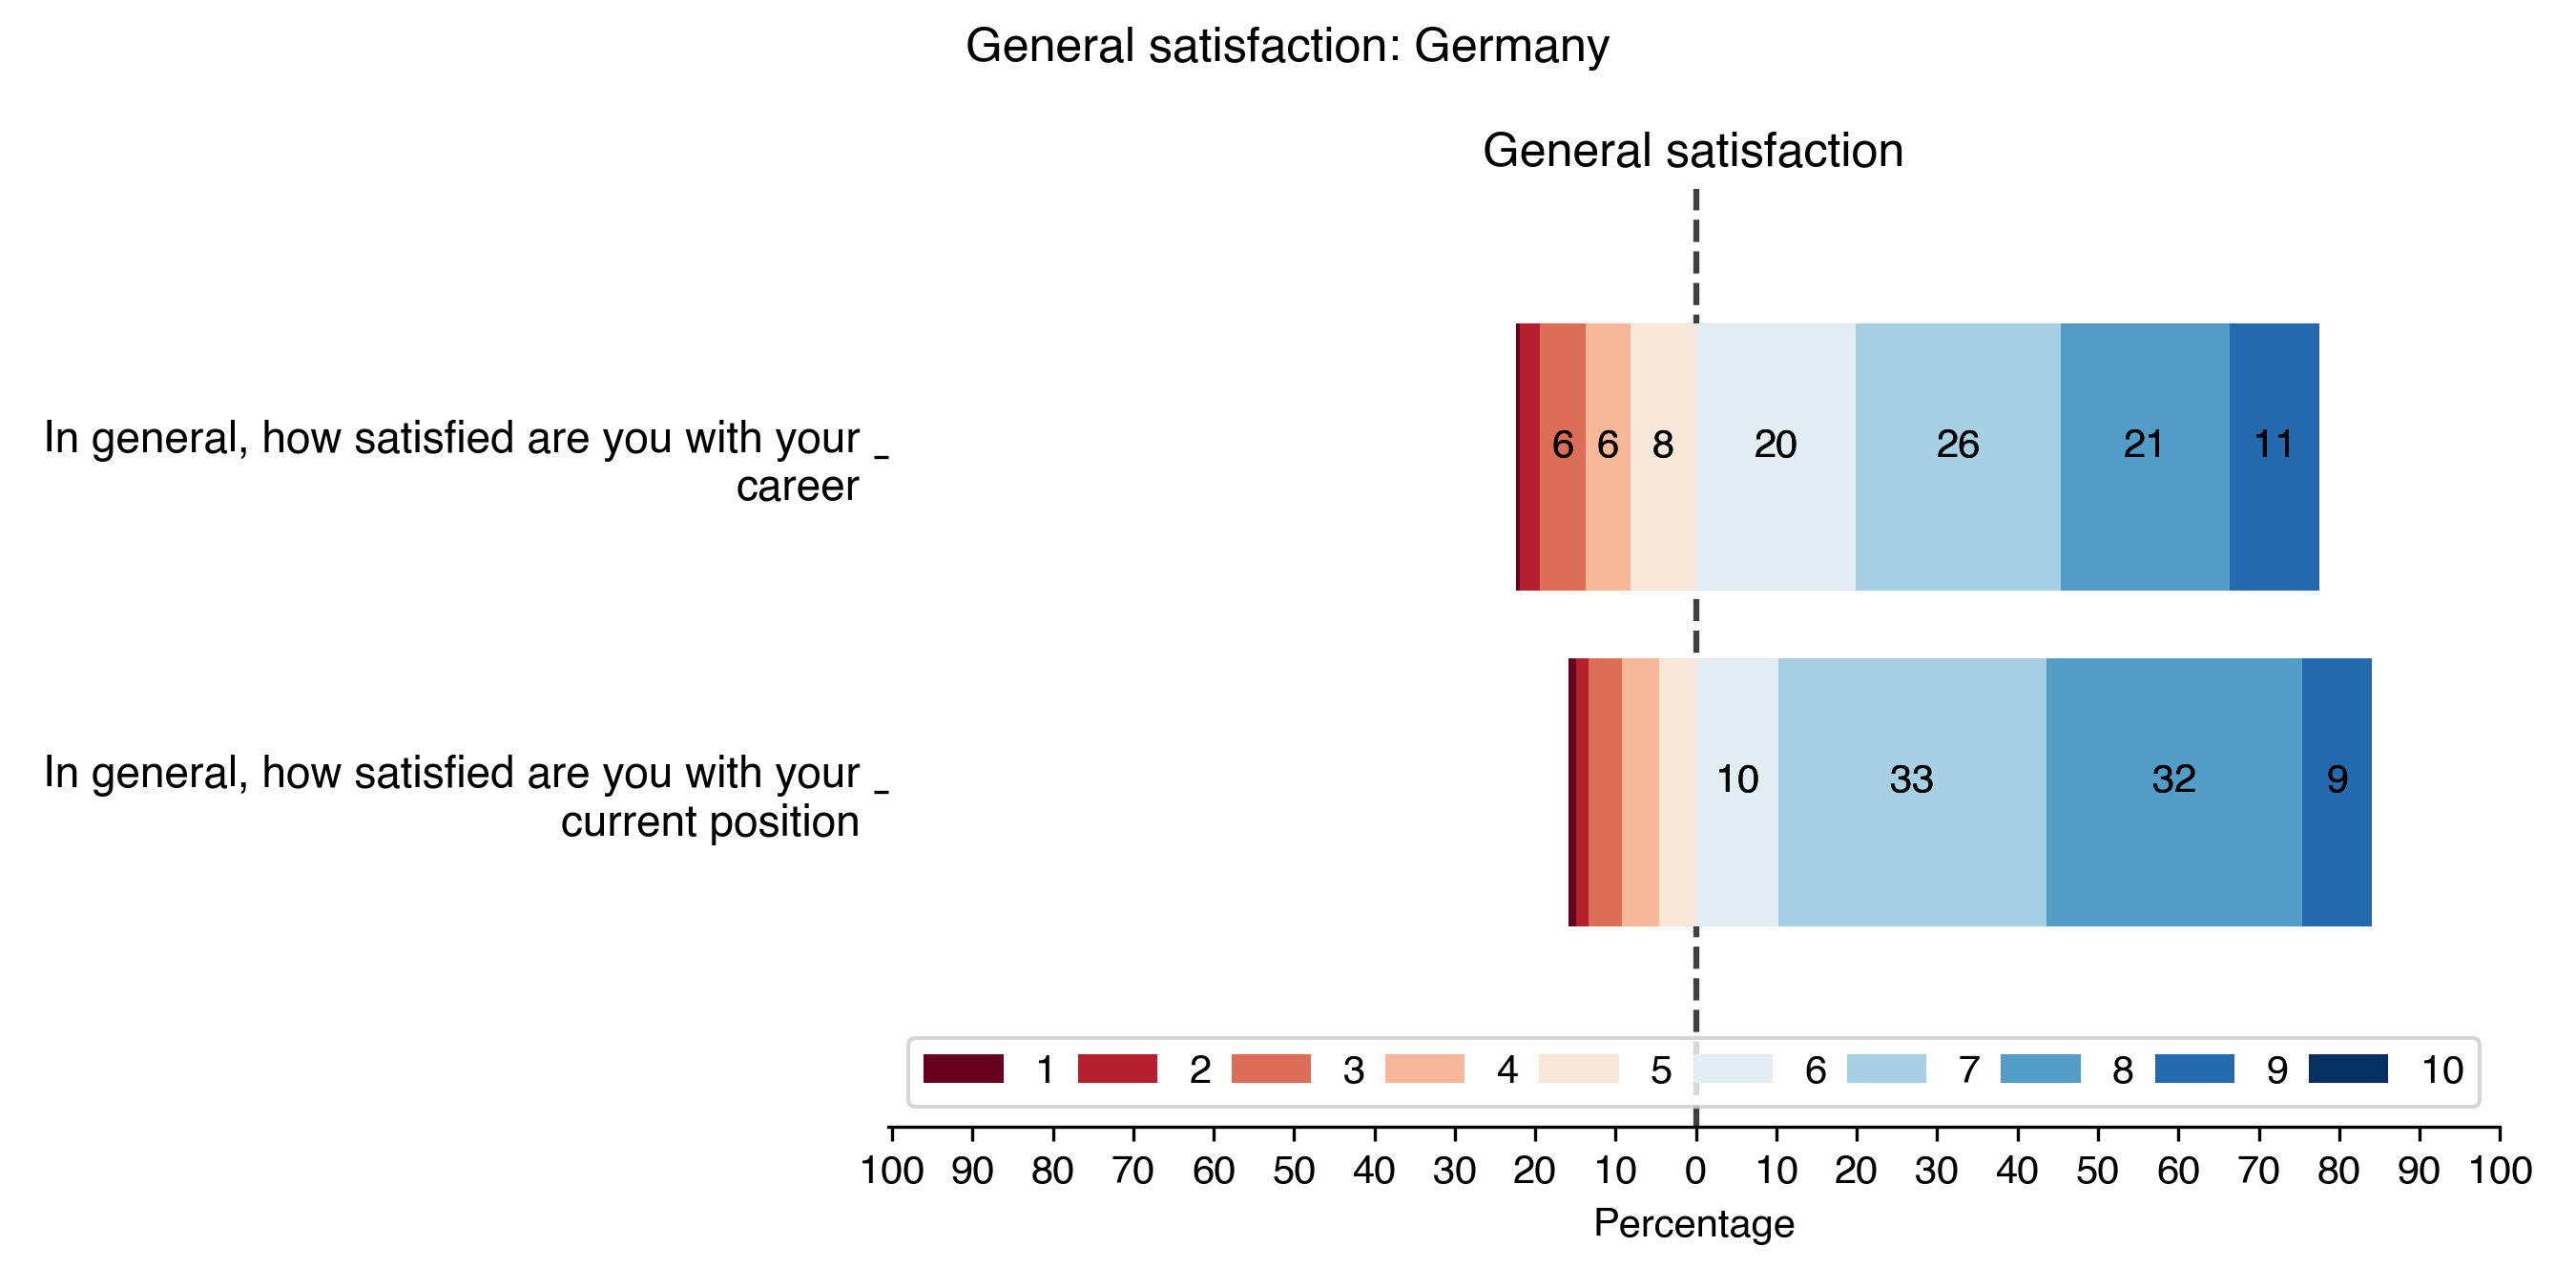 General satisfaction: Germany
General satisfaction
In general, how satisfied are you with your
career
6 6 8 20 26 21 11
In general, how satisfied are you with your
current position
10 33 32 9
1 2 3 4 5 6 7 8 9 10
100 90 80 70 60 50 40 30 20 10 0 10 20 30 40 50 60 70 80 90 100
Percentage